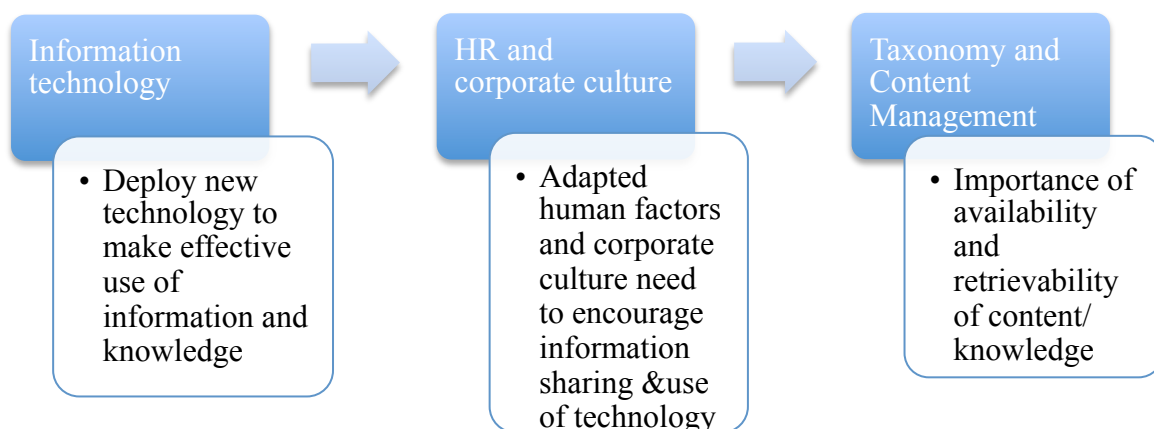 Information
technology
• Deploy new
technology to
make effective
use of
information and
knowledge
HR and
corporate culture
• Adapted
human factors
and corporate
culture need
to encourage
information
sharing &use
of technology
Taxonomy and
Content
Management
• Importance of
availability
and
retrievability
of content/
knowledge